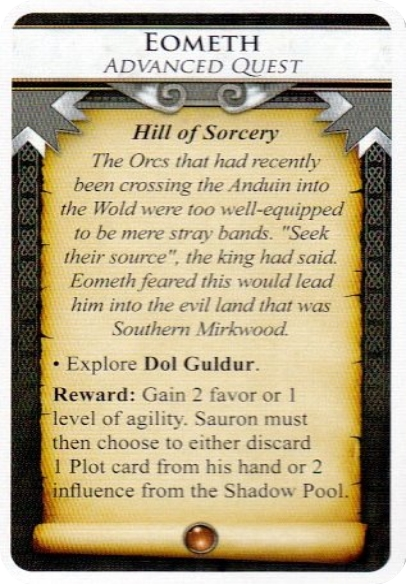 EOMETH
ADVANCED QUEST
Hill of Sorcery
The Orcs that had recently
been crossing the Anduin into
the Wold were too well-equipped
to be mere stray bands. "Seek
their source", the king had said.
Eometh feared this would lead
him into the evil land that was
Southern Mirkwood.
• Explore Dol Guldur.
Reward: Gain 2 favor or 1
level of agility. Sauron must
then choose to either discard
1 Plot card from his hand or 2
influence from the Shadow Pool.